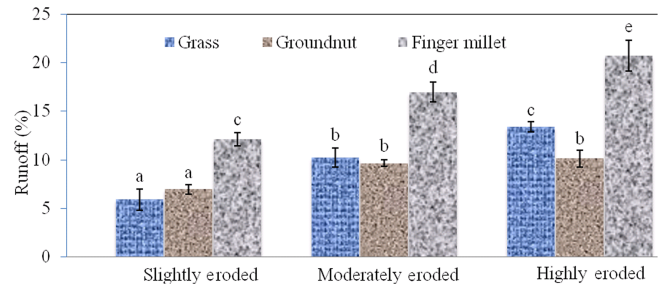 25
Grass Groundnut Finger millet
e
20
d
Runoff (%)
15
c
c
b b
b
10
a a
5
0
Slightly eroded Moderately eroded Highly eroded